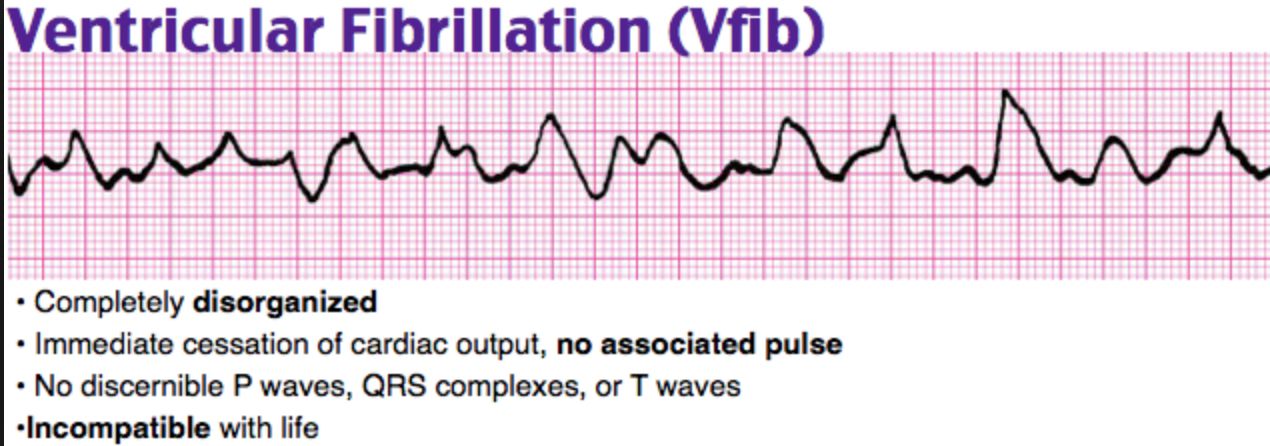 Ventricular Fibrillation (Vfib)
• Completely disorganized
• Immediate cessation of cardiac output, no associated pulse
• No discernible P waves, QRS complexes, or T waves
•Incompatible with life